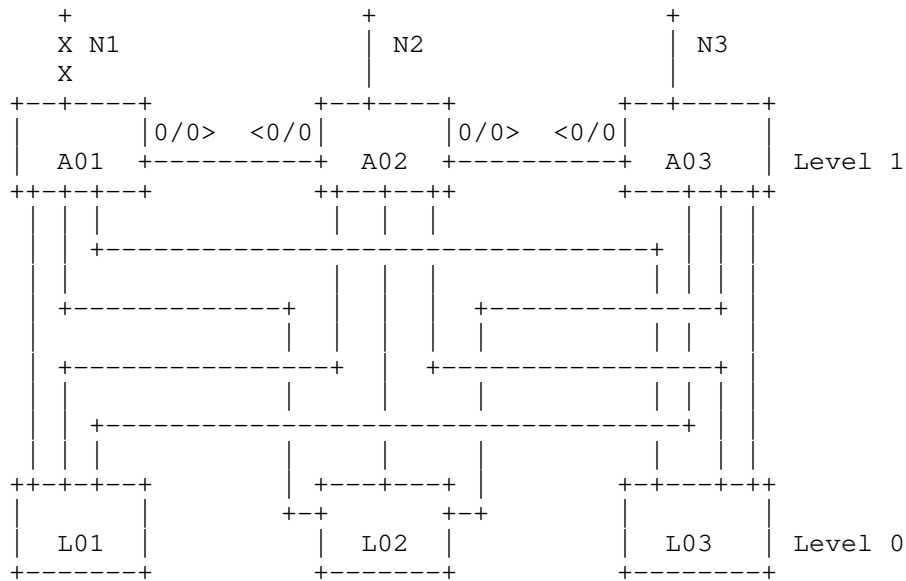 X N1 N2 N3
X
0/0> <0/0 0/0> <0/0
A01 A02 A03 Level 1
L01 L02 L03 Level 0